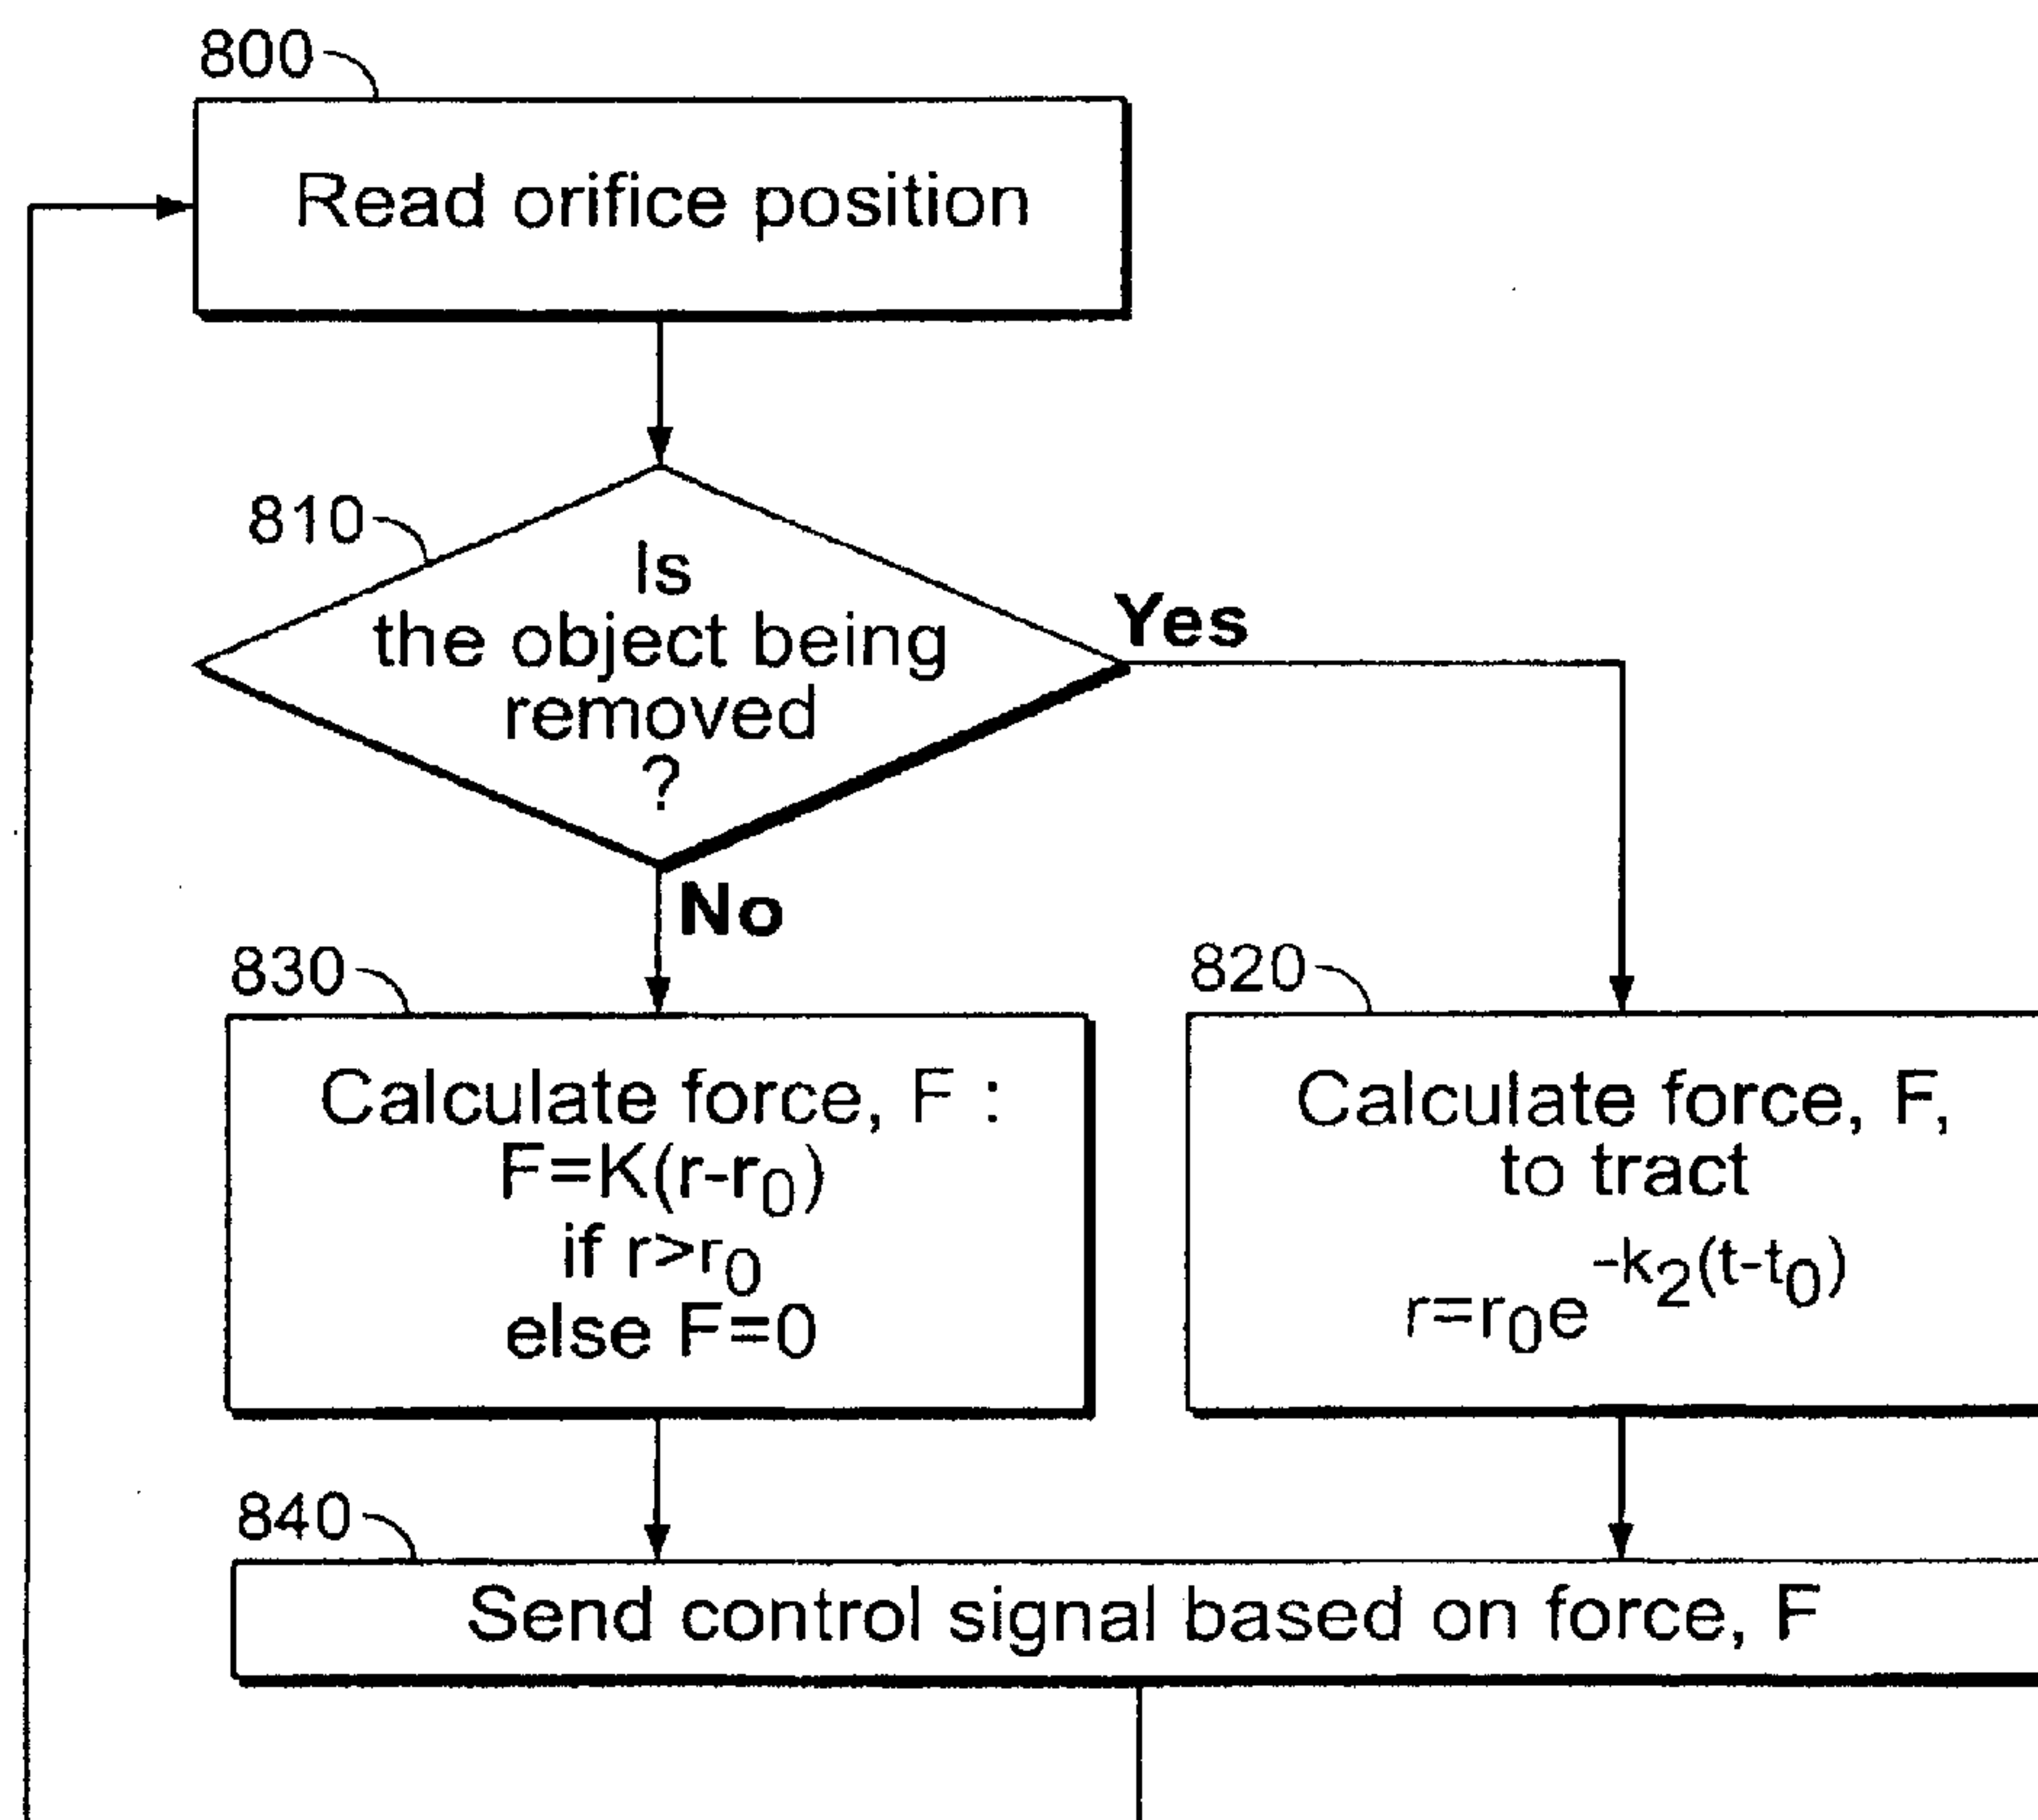 800
Read orifice position
810
Is
the object being
removed
?
Yes
No
830
Calculate force, F :
F=K(r-r₀)
if r>r₀
else F=0
820
Calculate force, F,
to tract
r=r₀e^-k₂(t-t₀)
840
Send control signal based on force, F